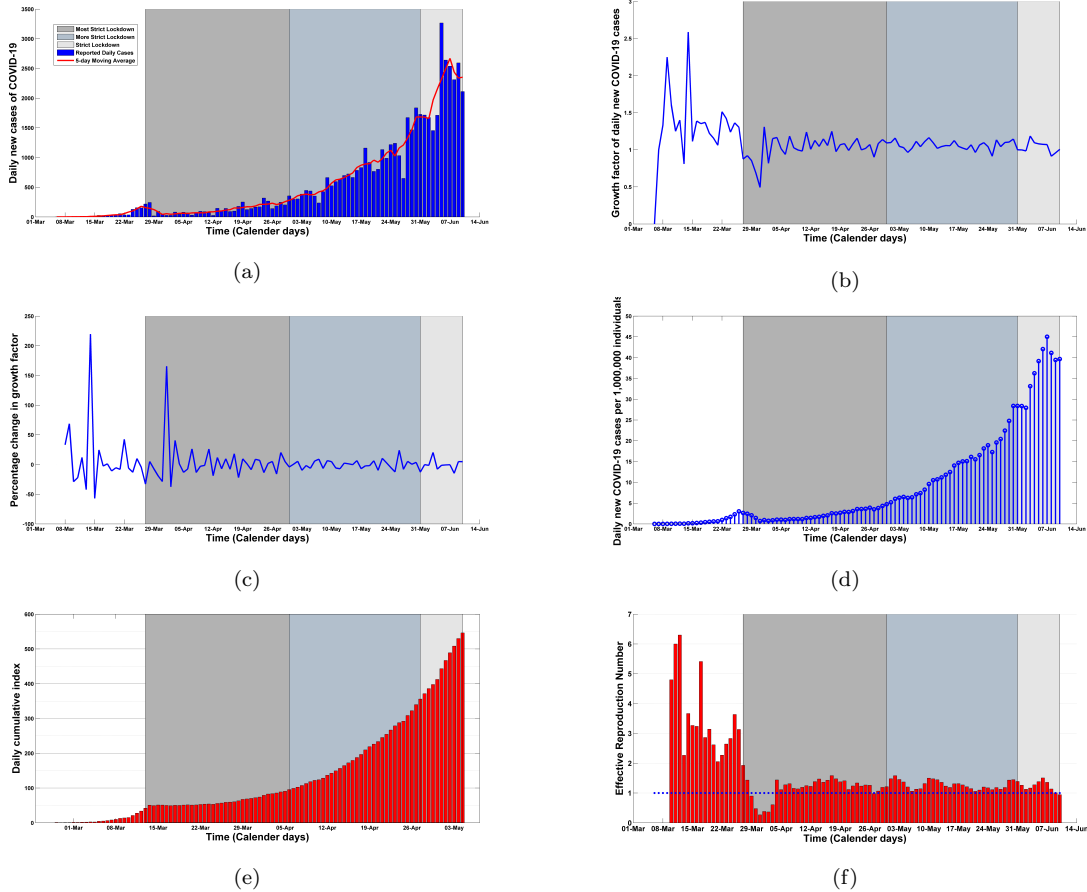 3500
3000
2500
2000
1500
1000
500
0
Most Strict Lockdown
More Strict Lockdown
Strict Lockdown
Reported Daily Cases
5-day Moving Average
Daily new cases of COVID-19
01-Mar 08-Mar 15-Mar 22-Mar 29-Mar 05-Apr 12-Apr 19-Apr 26-Apr 03-May 10-May 17-May 24-May 31-May 07-Jun 14-Jun
Time (Calender days)
(a)
3
2.5
2
1.5
1
0.5
0
Growth factor of daily new COVID-19 cases
01-Mar 08-Mar 15-Mar 22-Mar 29-Mar 05-Apr 12-Apr 19-Apr 26-Apr 03-May 10-May 17-May 24-May 31-May 07-Jun 14-Jun
Time (Calender days)
(b)
250
200
150
100
50
0
-50
-100
Percentage change in growth factor
01-Mar 08-Mar 15-Mar 22-Mar 29-Mar 05-Apr 12-Apr 19-Apr 26-Apr 03-May 10-May 17-May 24-May 31-May 07-Jun 14-Jun
Time (Calender days)
(c)
50
45
40
35
30
25
20
15
10
5
0
Daily new COVID-19 cases per 1,000,000 individuals
01-Mar 08-Mar 15-Mar 22-Mar 29-Mar 05-Apr 12-Apr 19-Apr 26-Apr 03-May 10-May 17-May 24-May 31-May 07-Jun 14-Jun
Time (Calender days)
(d)
600
500
400
300
200
100
0
Daily cumulative index
01-Mar 08-Mar 15-Mar 22-Mar 29-Mar 05-Apr 12-Apr 19-Apr 26-Apr 03-May
Time (Calender days)
(e)
7
6
5
4
3
2
1
0
Effective Reproduction Number
01-Mar 08-Mar 15-Mar 22-Mar 29-Mar 05-Apr 12-Apr 19-Apr 26-Apr 03-May 10-May 17-May 24-May 31-May 07-Jun 14-Jun
Time (Calender days)
(f)